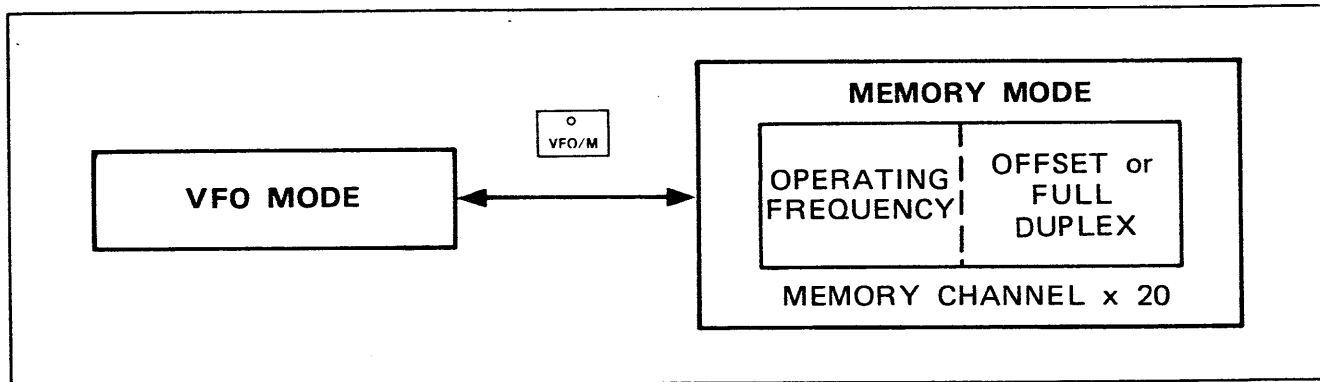 VFO MODE
VFO/M
MEMORY MODE
OPERATING
FREQUENCY
OFFSET or
FULL
DUPLEX
MEMORY CHANNEL x 20